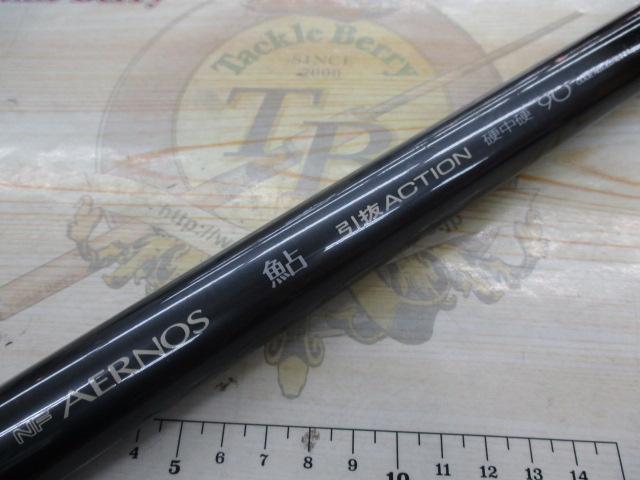 Tackle Berry
SINCE
2000
TB
http://w
NF AERNOS 鮎 引抜ACTION 硬中硬 90
4 5 6 7 8 9 10 11 12 13 14